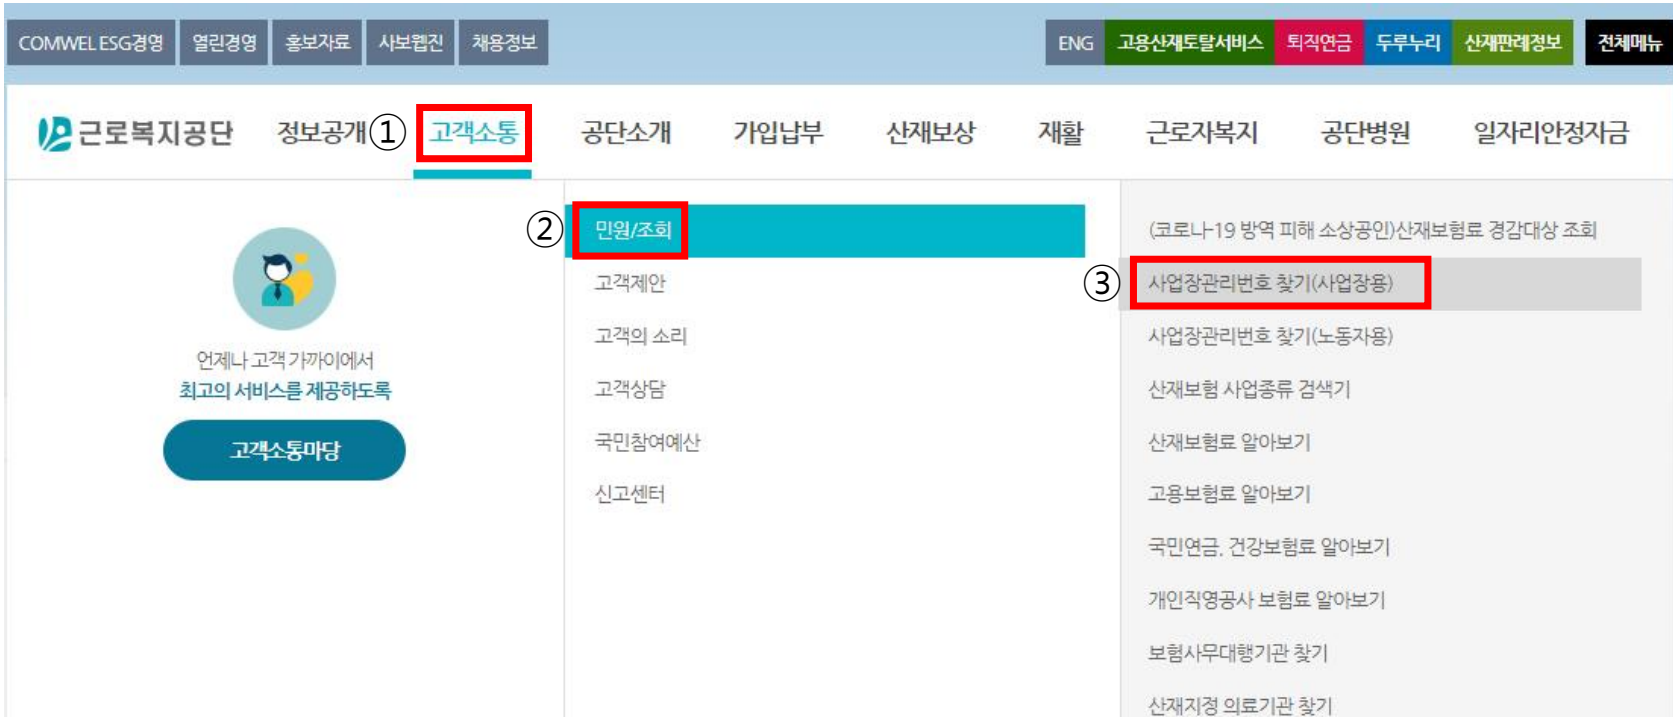 COMWEL ESG경영 열린경영 홍보자료 사보웹진 채용정보 ENG 고용산재토탈서비스 퇴직연금 두루누리 산재판례정보 전체메뉴
근로복지공단 정보공개 ① 고객소통 공단소개 가입납부 산재보상 재활 근로자복지 공단병원 일자리안정자금
언제나 고객 가까이에서
최고의 서비스를 제공하도록
고객소통마당
② 민원/조회
고객제안
고객의 소리
고객상담
국민참여예산
신고센터
(코로나-19 방역 피해 소상공인)산재보험료 경감대상 조회
③ 사업장관리번호 찾기(사업장용)
사업장관리번호 찾기(노동자용)
산재보험 사업종류 검색기
산재보험료 알아보기
고용보험료 알아보기
국민연금, 건강보험료 알아보기
개인직영공사 보험료 알아보기
보험사무대행기관 찾기
산재지정 의료기관 찾기